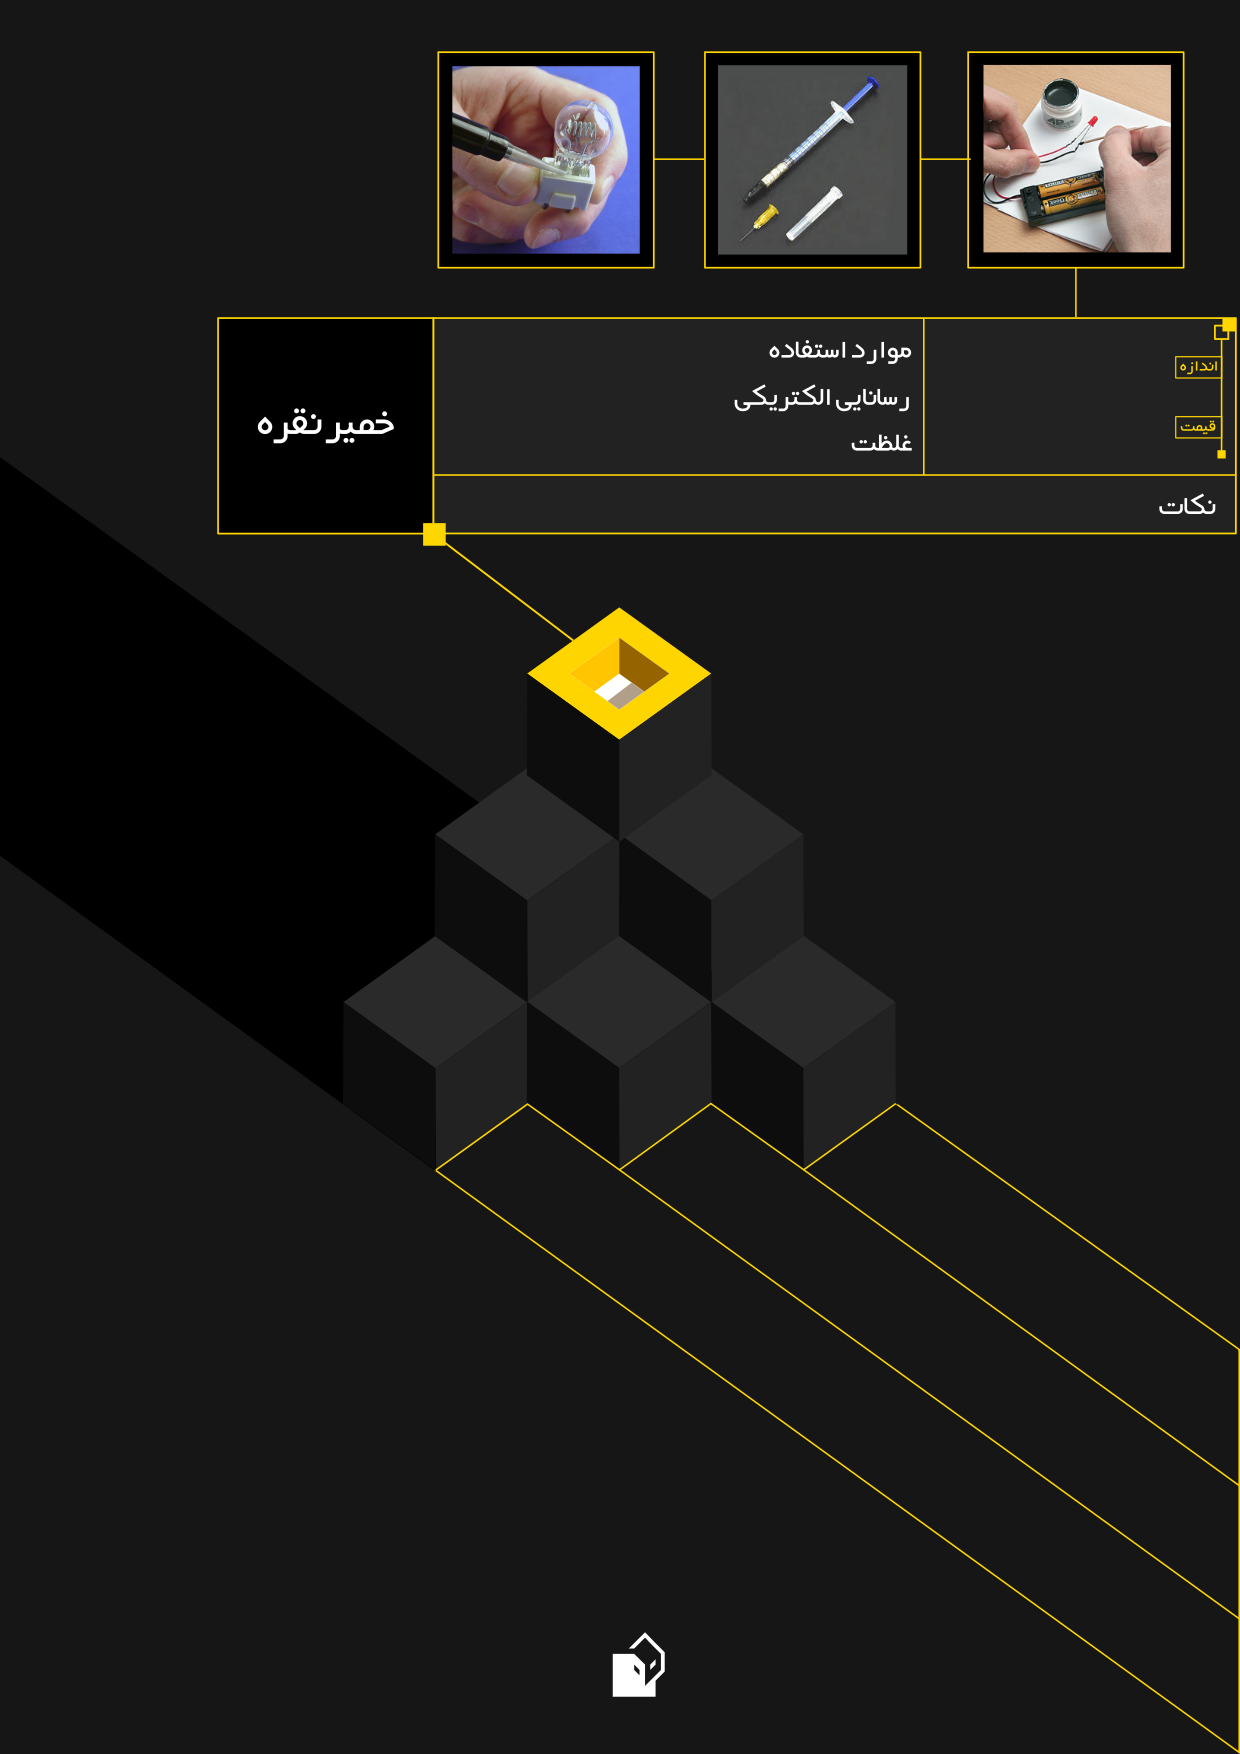 موارد استفاده
رسانایی الکتریکی
غلظت
اندازه
قیمت
نکات
خمیر نقره